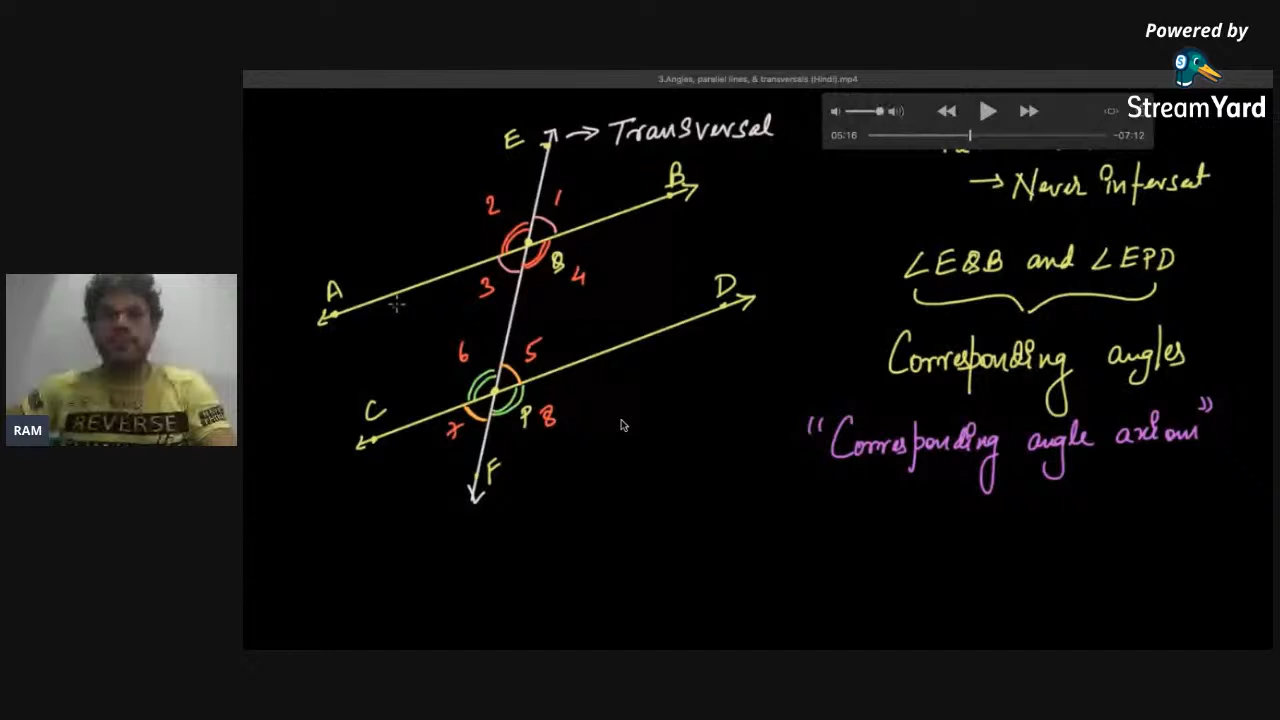 Powered by
StreamYard
3.Angles, parallel lines, & transversals (Hindi).mp4
05:16
-07:12
E → Transversal
→ Never intersect
2 1 B
∠EQB and ∠EPD
A 3 Q 4
D
Corresponding angles
6 5
C
7 P 8
"Corresponding angle axiom"
F
REVERSE
RAM